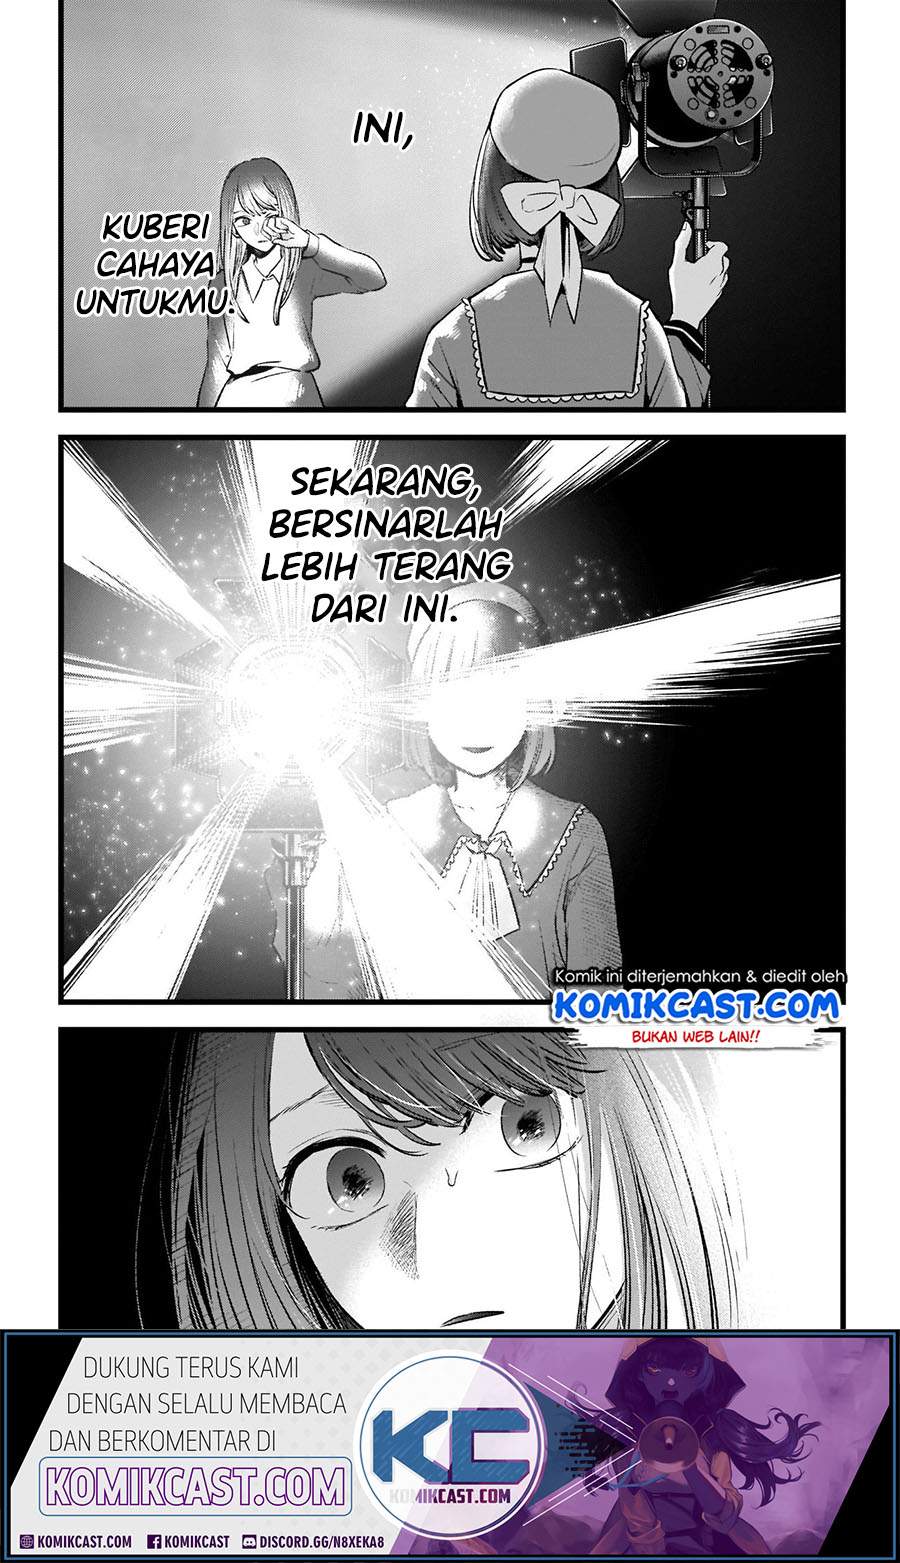 INI,
KUBERI
CAHAYA
UNTUKMU.
SEKARANG,
BERSINARLAH
LEBIH TERANG
DARI INI.
Komik ini diterjemahkan & diedit oleh
KOMIKCAST.COM
BUKAN WEB LAIN!!
DUKUNG TERUS KAMI
DENGAN SELALU MEMBACA
DAN BERKOMENTAR DI
KOMIKCAST.COM
KC
KOMIKCAST.COM
KOMIKCAST.COM KOMIKCAST DISCORD.GG/N8XEKA8